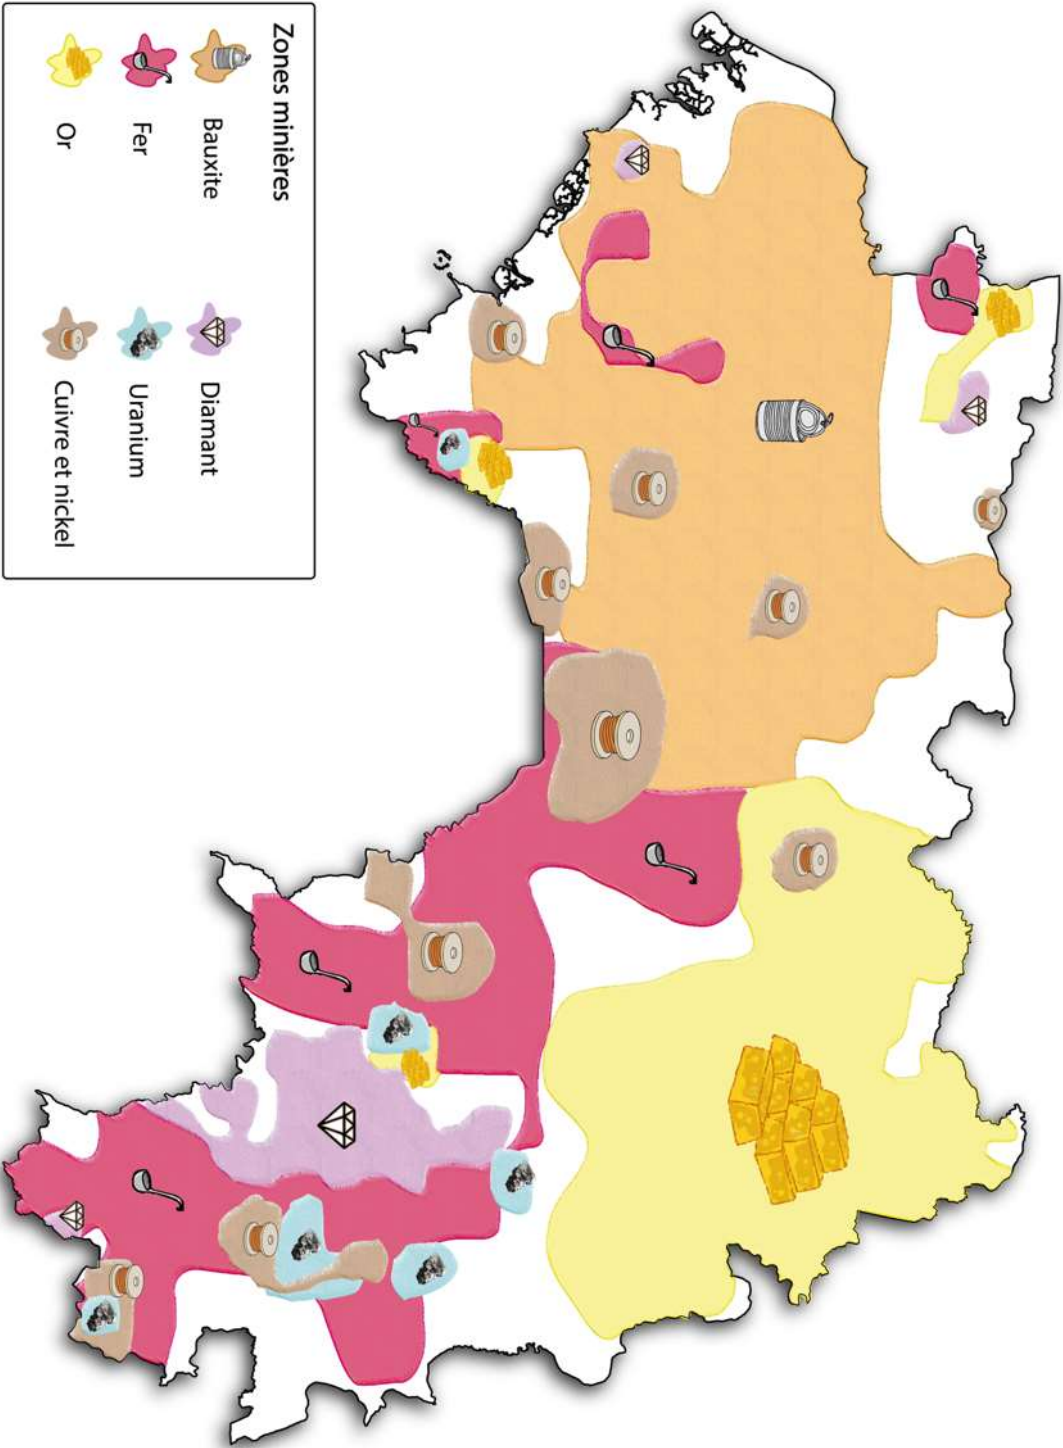 Zones minières
Bauxite
Fer
Or
Diamant
Uranium
Cuivre et nickel